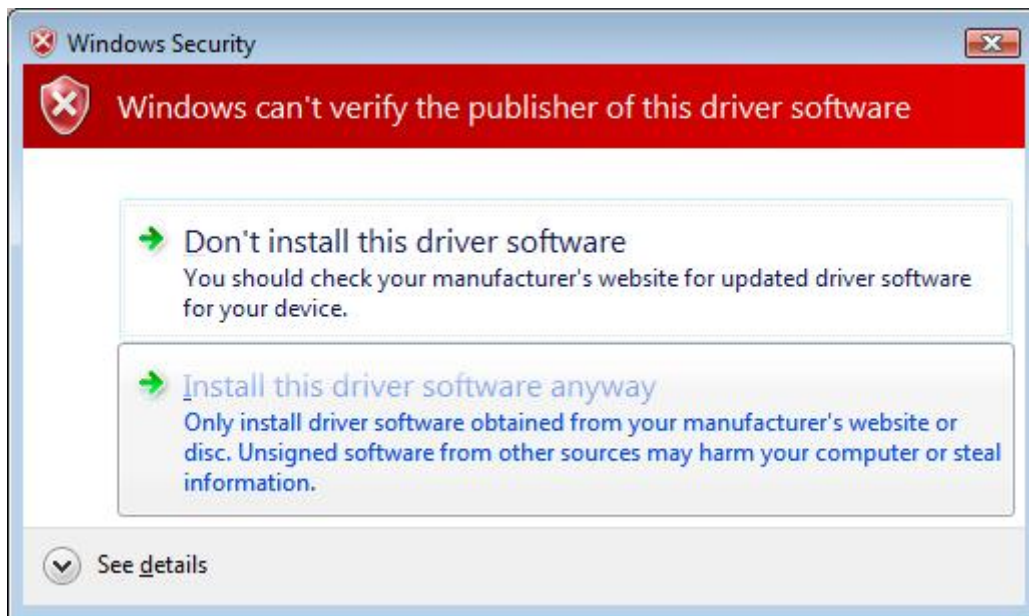 Windows Security
Windows can't verify the publisher of this driver software
Don't install this driver software
You should check your manufacturer's website for updated driver software
for your device.
Install this driver software anyway
Only install driver software obtained from your manufacturer's website or
disc. Unsigned software from other sources may harm your computer or steal
information.
See details